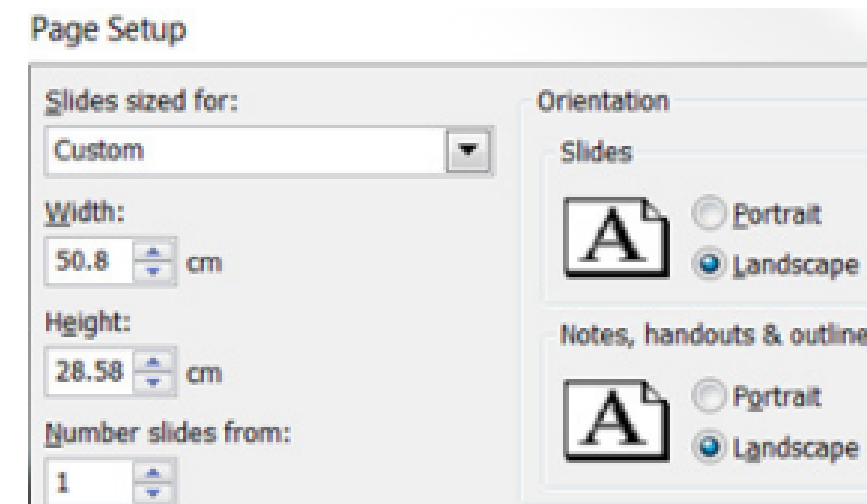 Page Setup
Slides sized for:
Custom
Width:
50.8 cm
Height:
28.58 cm
Number slides from:
1
Orientation
Slides
A
Portrait
Landscape
Notes, handouts & outline
A
Portrait
Landscape